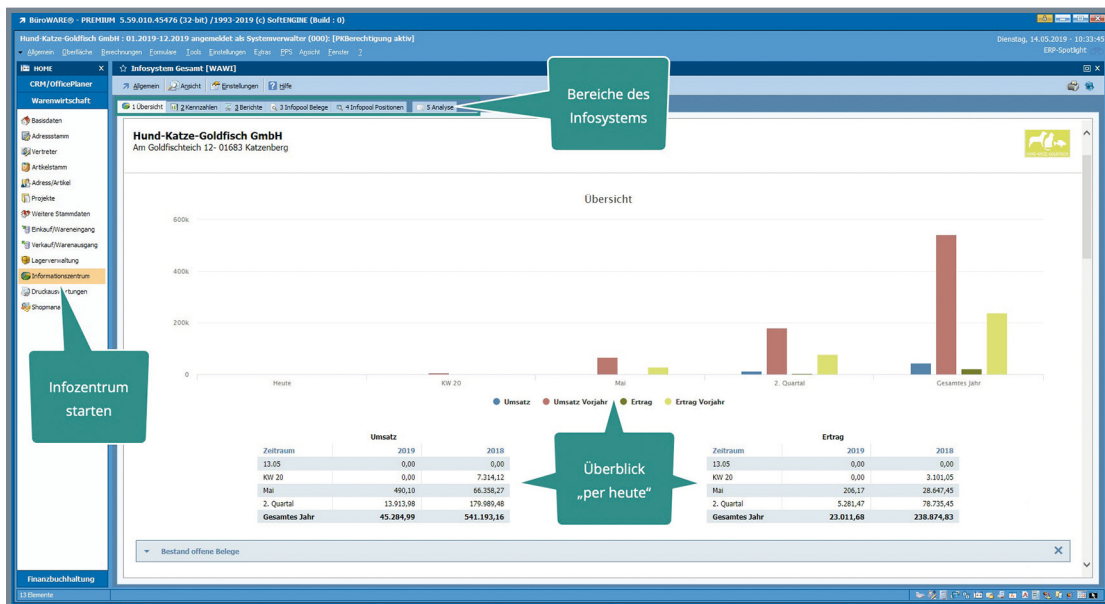 BüroWARE® - PREMIUM 5.59.010.45476 (32-bit) /1993-2019 (c) SoftENGINE (Build : 0)
Hund-Katze-Goldfisch GmbH : 01.2019-12.2019 angemeldet als Systemverwalter (000): [PKBerechtigung aktiv]
Dienstag, 14.05.2019 - 10:33:45
Allgemein Oberfläche Berechnungen Formulare Tools Einstellungen Extras PPS Ansicht Fenster ?
ERP-Spotlight
HOME X
Infosystem Gesamt [WAWI]
CRM/OfficePlaner
Allgemein Ansicht Einstellungen Hilfe
Warenwirtschaft
1 Übersicht 2 Kennzahlen 3 Berichte 3 Infopool Belege 4 Infopool Positionen 5 Analyse
Bereiche des
Infosystems
Basisdaten
Adressstamm
Vertreter
Artikelstamm
Adress/Artikel
Projekte
Weitere Stammdaten
Einkauf/Wareneingang
Verkauf/Warenausgang
Lagerverwaltung
Informationszentrum
Shopmana
Infozentrum
starten
Hund-Katze-Goldfisch GmbH
Am Goldfischteich 12- 01683 Katzenberg
Übersicht
600k
400k
200k
0
Heute KW 20 Mai 2. Quartal Gesamtes Jahr
Umsatz Umsatz Vorjahr Ertrag Ertrag Vorjahr
Überblick
„per heute“
Umsatz
Zeitraum 2019 2018
13.05 0,00 0,00
KW 20 0,00 7.314,12
Mai 490,10 66.358,27
2. Quartal 13.913,98 179.989,48
Gesamtes Jahr 45.284,99 541.193,16
Ertrag
Zeitraum 2019 2018
13.05 0,00 0,00
KW 20 0,00 3.101,05
Mai 206,17 28.647,45
2. Quartal 5.281,47 78.735,45
Gesamtes Jahr 23.011,68 238.874,83
Bestand offene Belege
Finanzbuchhaltung
13 Elemente